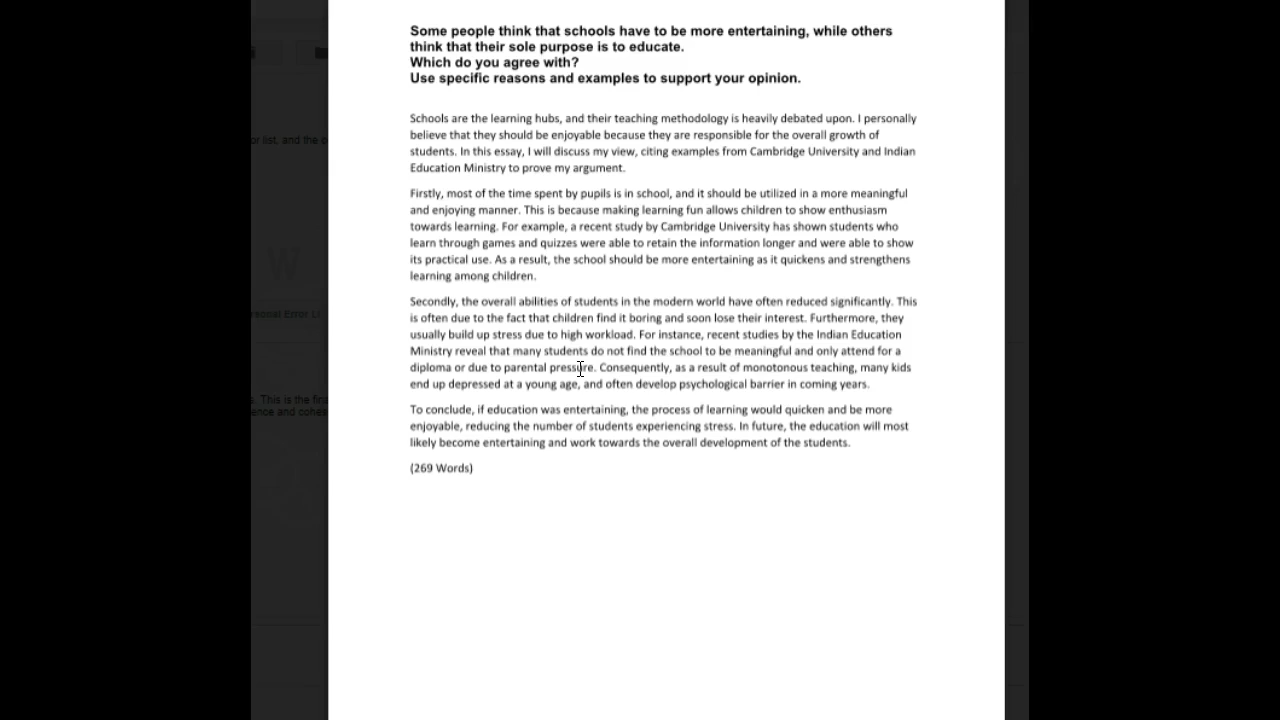 Some people think that schools have to be more entertaining, while others
think that their sole purpose is to educate.
Which do you agree with?
Use specific reasons and examples to support your opinion.
Schools are the learning hubs, and their teaching methodology is heavily debated upon. I personally
believe that they should be enjoyable because they are responsible for the overall growth of
students. In this essay, I will discuss my view, citing examples from Cambridge University and Indian
Education Ministry to prove my argument.
Firstly, most of the time spent by pupils is in school, and it should be utilized in a more meaningful
and enjoying manner. This is because making learning fun allows children to show enthusiasm
towards learning. For example, a recent study by Cambridge University has shown students who
learn through games and quizzes were able to retain the information longer and were able to show
its practical use. As a result, the school should be more entertaining as it quickens and strengthens
learning among children.
Secondly, the overall abilities of students in the modern world have often reduced significantly. This
is often due to the fact that children find it boring and soon lose their interest. Furthermore, they
usually build up stress due to high workload. For instance, recent studies by the Indian Education
Ministry reveal that many students do not find the school to be meaningful and only attend for a
diploma or due to parental pressure. Consequently, as a result of monotonous teaching, many kids
end up depressed at a young age, and often develop psychological barrier in coming years.
To conclude, if education was entertaining, the process of learning would quicken and be more
enjoyable, reducing the number of students experiencing stress. In future, the education will most
likely become entertaining and work towards the overall development of the students.
(269 Words)
or list, and the
W
sonal Error Li
s. This is the fir
ence and cohes